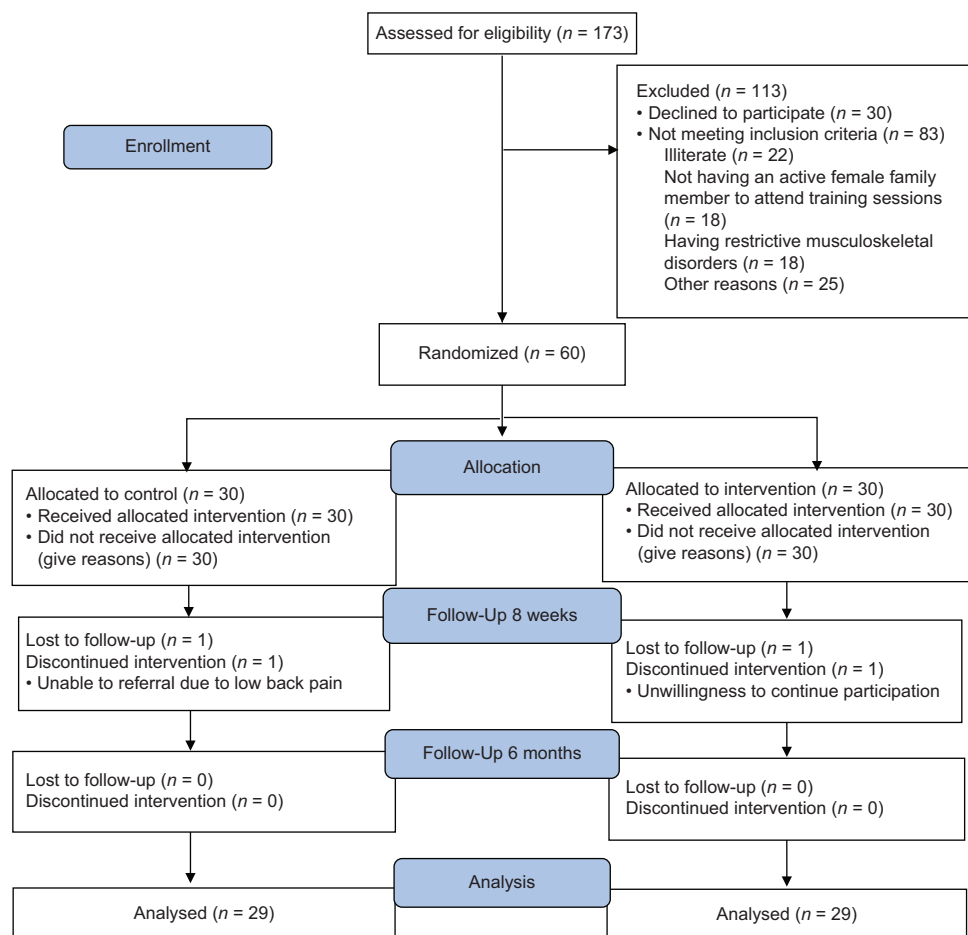 Assessed for eligibility (n = 173)
Enrollment
Excluded (n = 113)
• Declined to participate (n = 30)
• Not meeting inclusion criteria (n = 83)
Illiterate (n = 22)
Not having an active female family
member to attend training sessions
(n = 18)
Having restrictive musculoskeletal
disorders (n = 18)
Other reasons (n = 25)
Randomized (n = 60)
Allocation
Allocated to control (n = 30)
• Received allocated intervention (n = 30)
• Did not receive allocated intervention
(give reasons) (n = 30)
Allocated to intervention (n = 30)
• Received allocated intervention (n = 30)
• Did not receive allocated intervention
(give reasons) (n = 30)
Follow-Up 8 weeks
Lost to follow-up (n = 1)
Discontinued intervention (n = 1)
• Unable to referral due to low back pain
Lost to follow-up (n = 1)
Discontinued intervention (n = 1)
• Unwillingness to continue participation
Follow-Up 6 months
Lost to follow-up (n = 0)
Discontinued intervention (n = 0)
Lost to follow-up (n = 0)
Discontinued intervention (n = 0)
Analysis
Analysed (n = 29)
Analysed (n = 29)